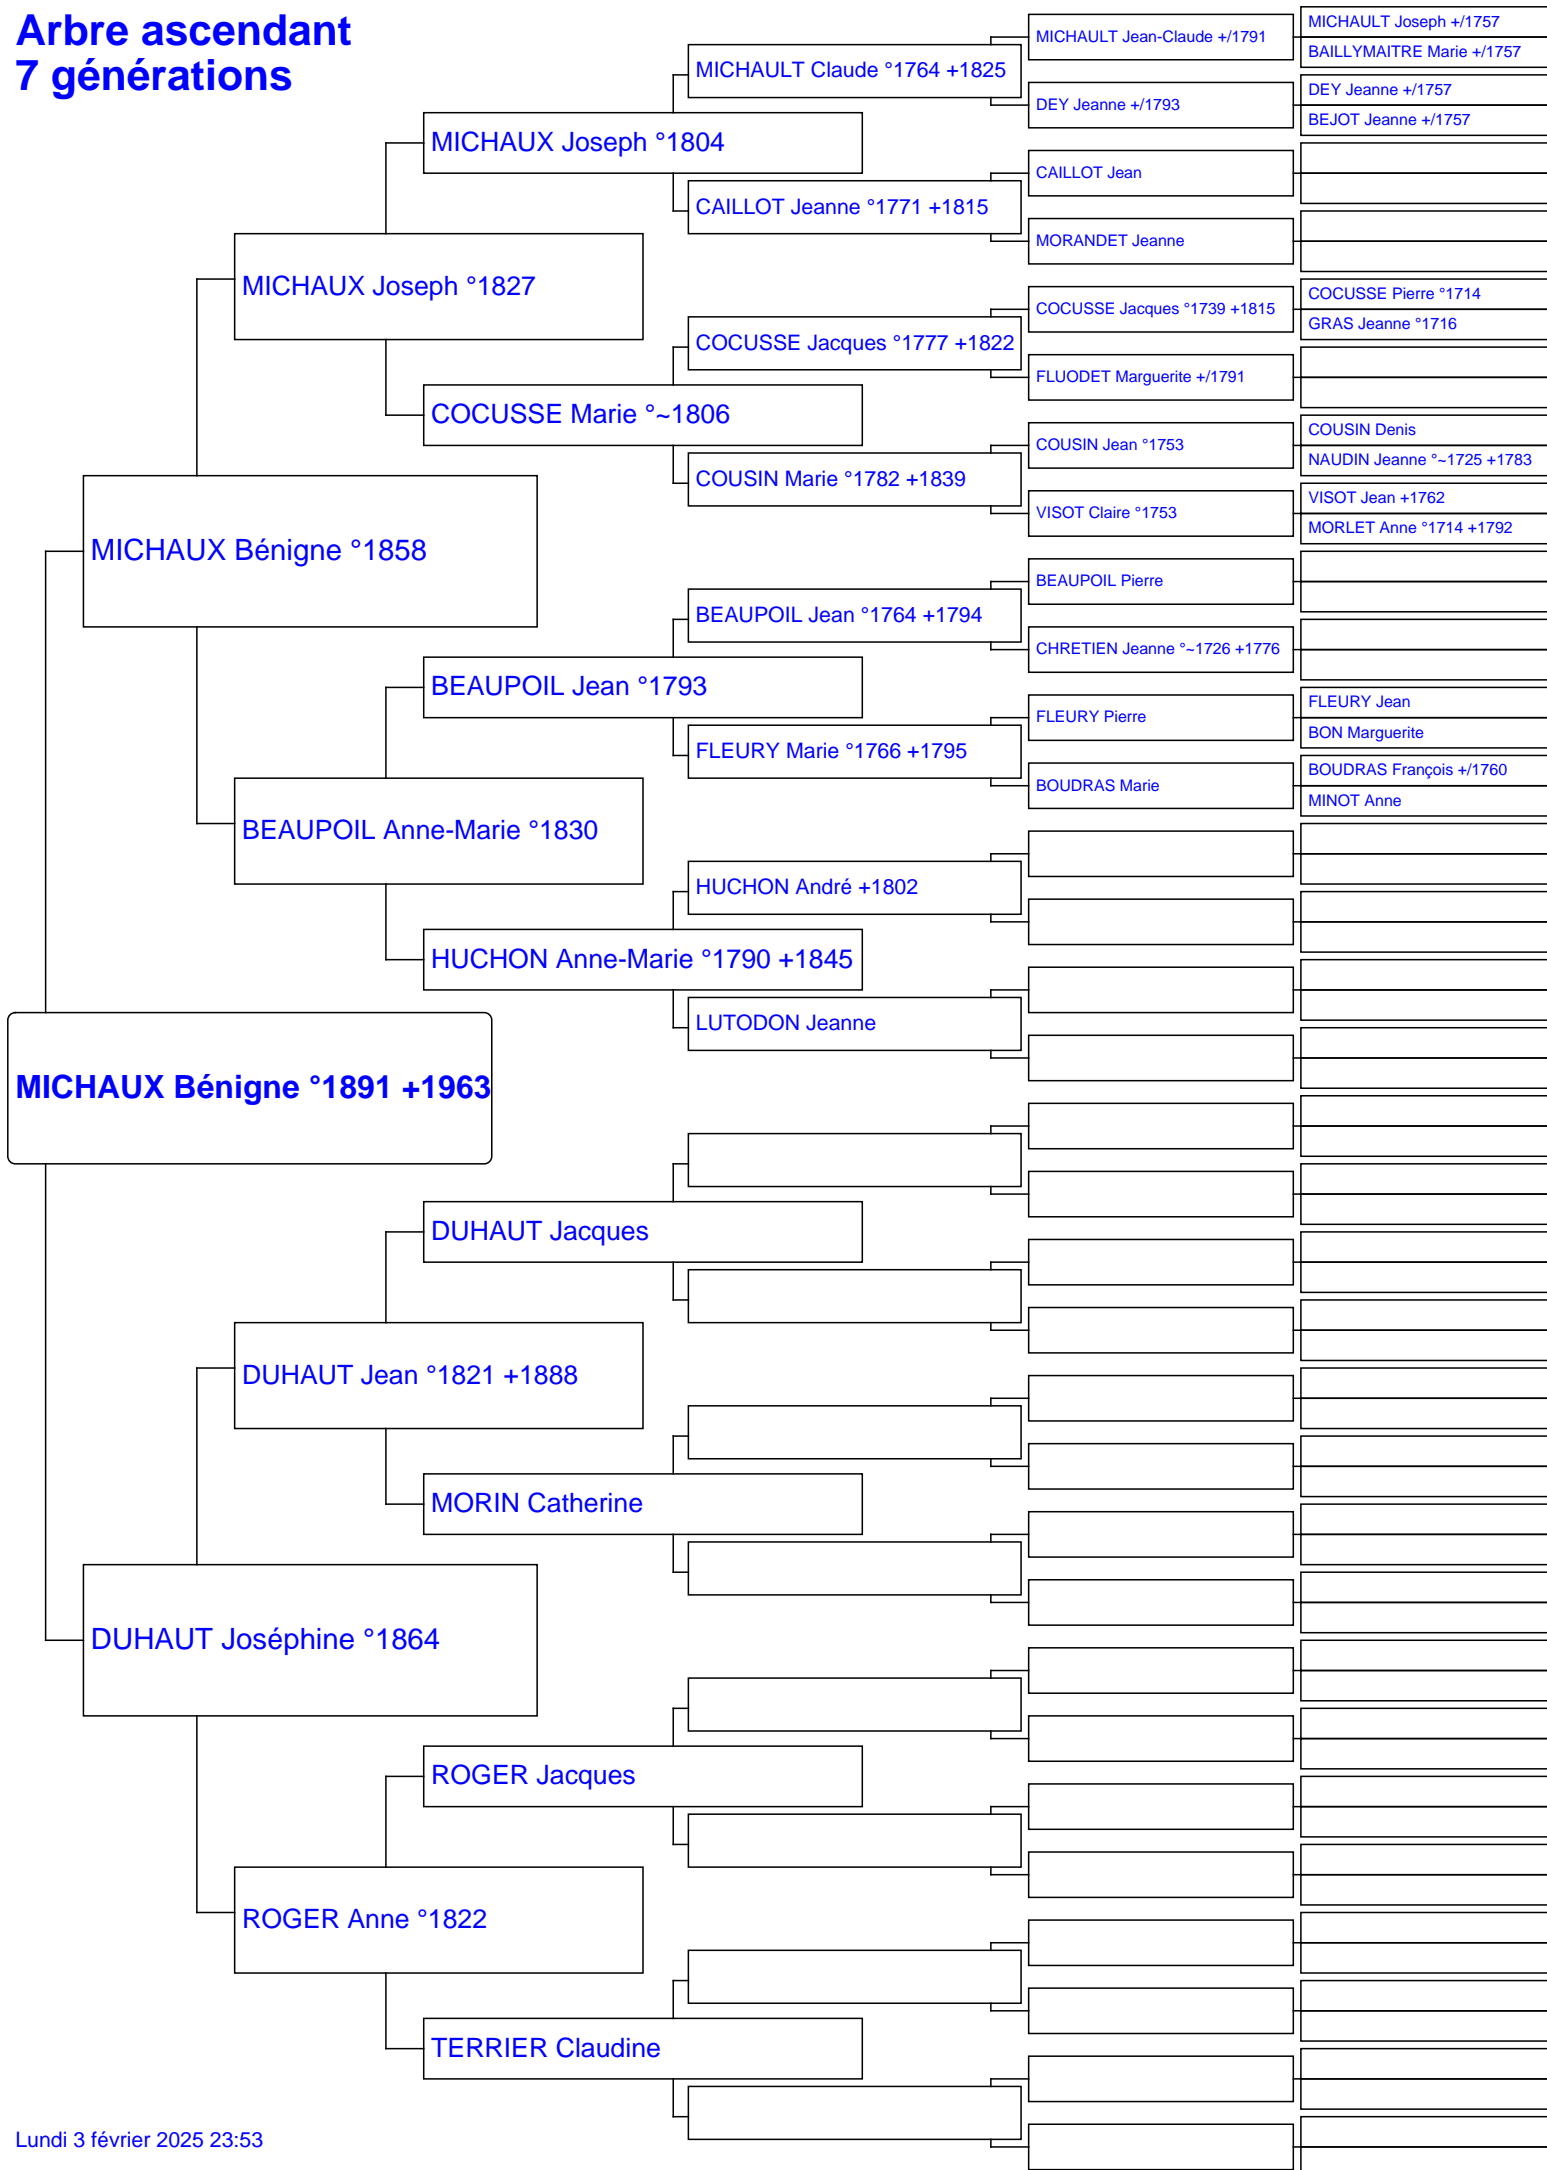 Arbre ascendant
7 générations
MICHAULT Joseph +/1757
MICHAULT Jean-Claude +/1791
BAILLYMAITRE Marie +/1757
MICHAULT Claude °1764 +1825
DEY Jeanne +/1757
DEY Jeanne +/1793
BEJOT Jeanne +/1757
MICHAUX Joseph °1804
CAILLOT Jean
CAILLOT Jeanne °1771 +1815
MORANDET Jeanne
MICHAUX Joseph °1827
COCUSSE Pierre °1714
COCUSSE Jacques °1739 +1815
GRAS Jeanne °1716
COCUSSE Jacques °1777 +1822
FLUODET Marguerite +/1791
COCUSSE Marie °~1806
COUSIN Denis
COUSIN Jean °1753
NAUDIN Jeanne °~1725 +1783
COUSIN Marie °1782 +1839
VISOT Jean +1762
VISOT Claire °1753
MORLET Anne °1714 +1792
MICHAUX Bénigne °1858
BEAUPOIL Pierre
BEAUPOIL Jean °1764 +1794
CHRETIEN Jeanne °~1726 +1776
BEAUPOIL Jean °1793
FLEURY Jean
FLEURY Pierre
BON Marguerite
FLEURY Marie °1766 +1795
BOUDRAS François +/1760
BOUDRAS Marie
MINOT Anne
BEAUPOIL Anne-Marie °1830
HUCHON André +1802
HUCHON Anne-Marie °1790 +1845
LUTODON Jeanne
MICHAUX Bénigne °1891 +1963
DUHAUT Jacques
DUHAUT Jean °1821 +1888
MORIN Catherine
DUHAUT Joséphine °1864
ROGER Jacques
ROGER Anne °1822
TERRIER Claudine
Lundi 3 février 2025 23:53